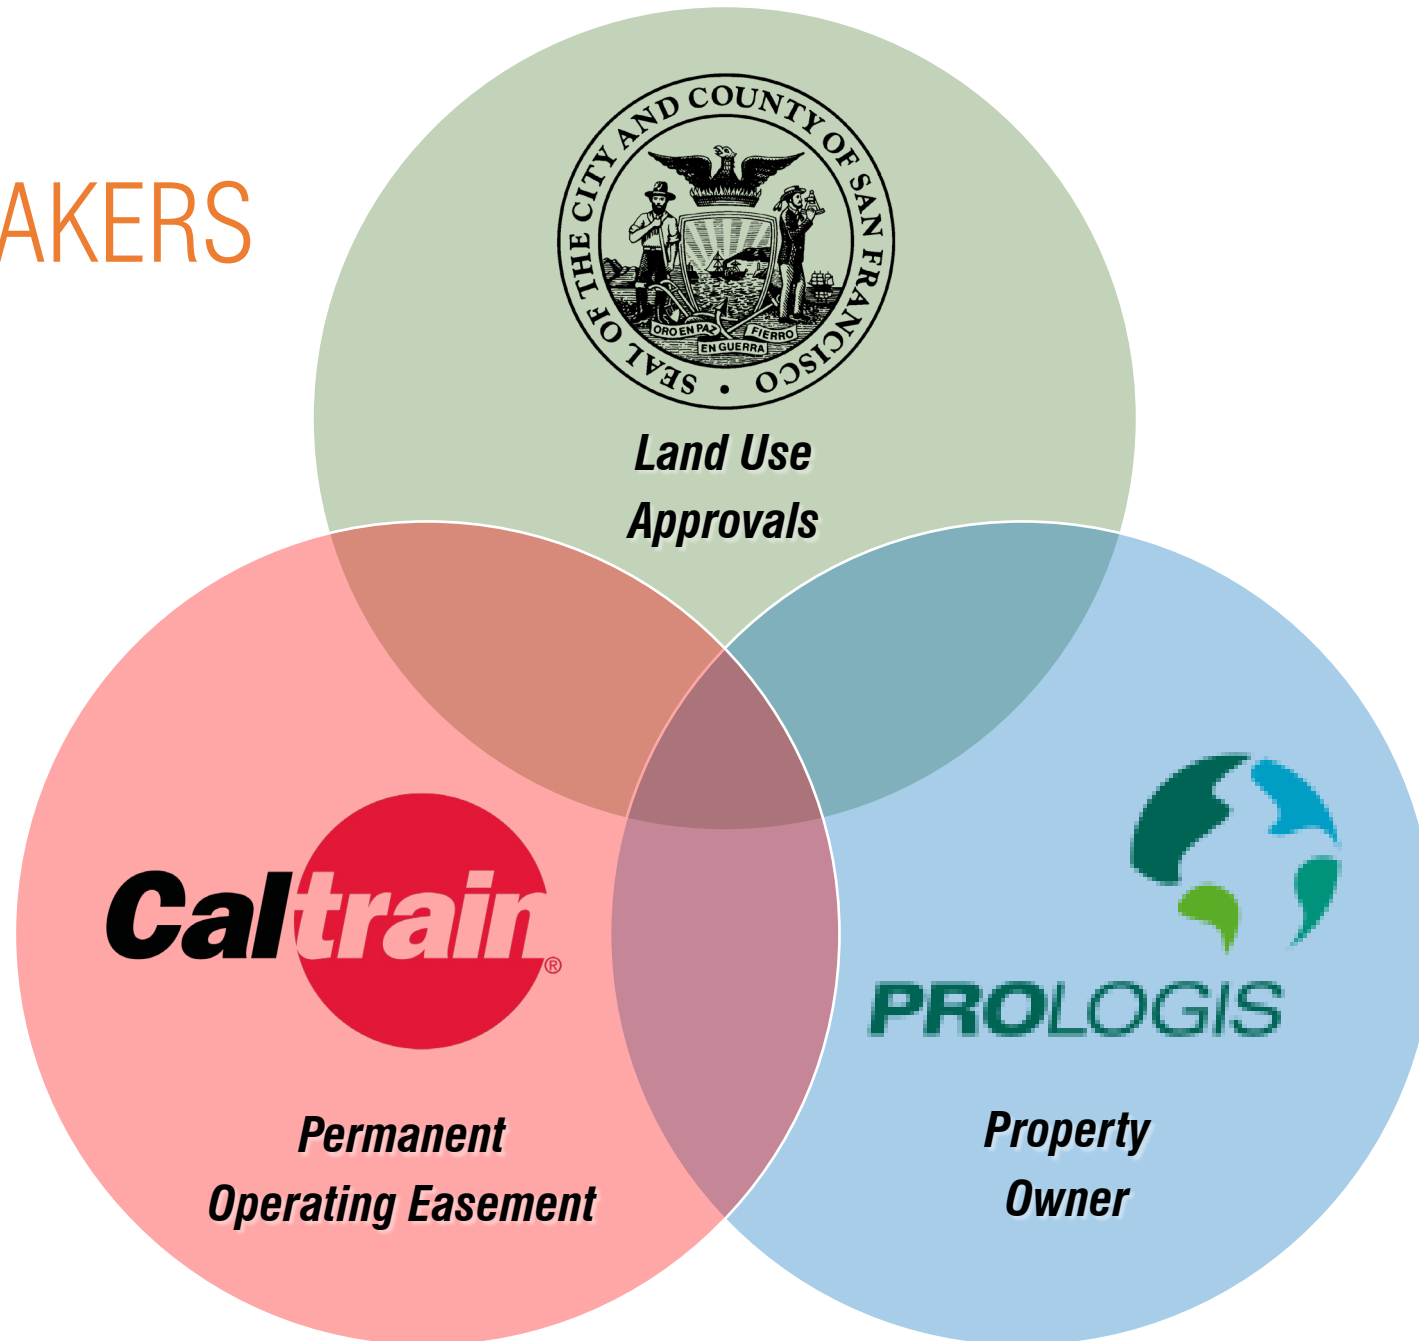 AKERS
SEAL OF THE CITY AND COUNTY OF SAN FRANCISCO •
ORO EN PAZ
FIERRO
EN GUERRA
Land Use
Approvals
Caltrain®
Permanent
Operating Easement
PROLOGIS
Property
Owner